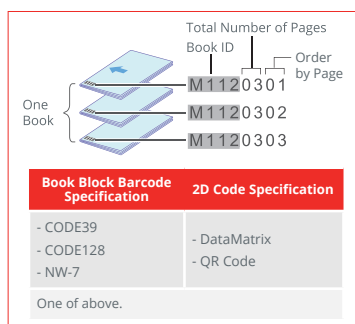 Total Number of Pages
Book ID
Order
by Page
One
Book
M1120301
M1120302
M1120303
Book Block Barcode
Specification
2D Code Specification
- CODE39
- CODE128
- NW-7
- DataMatrix
- QR Code
One of above.